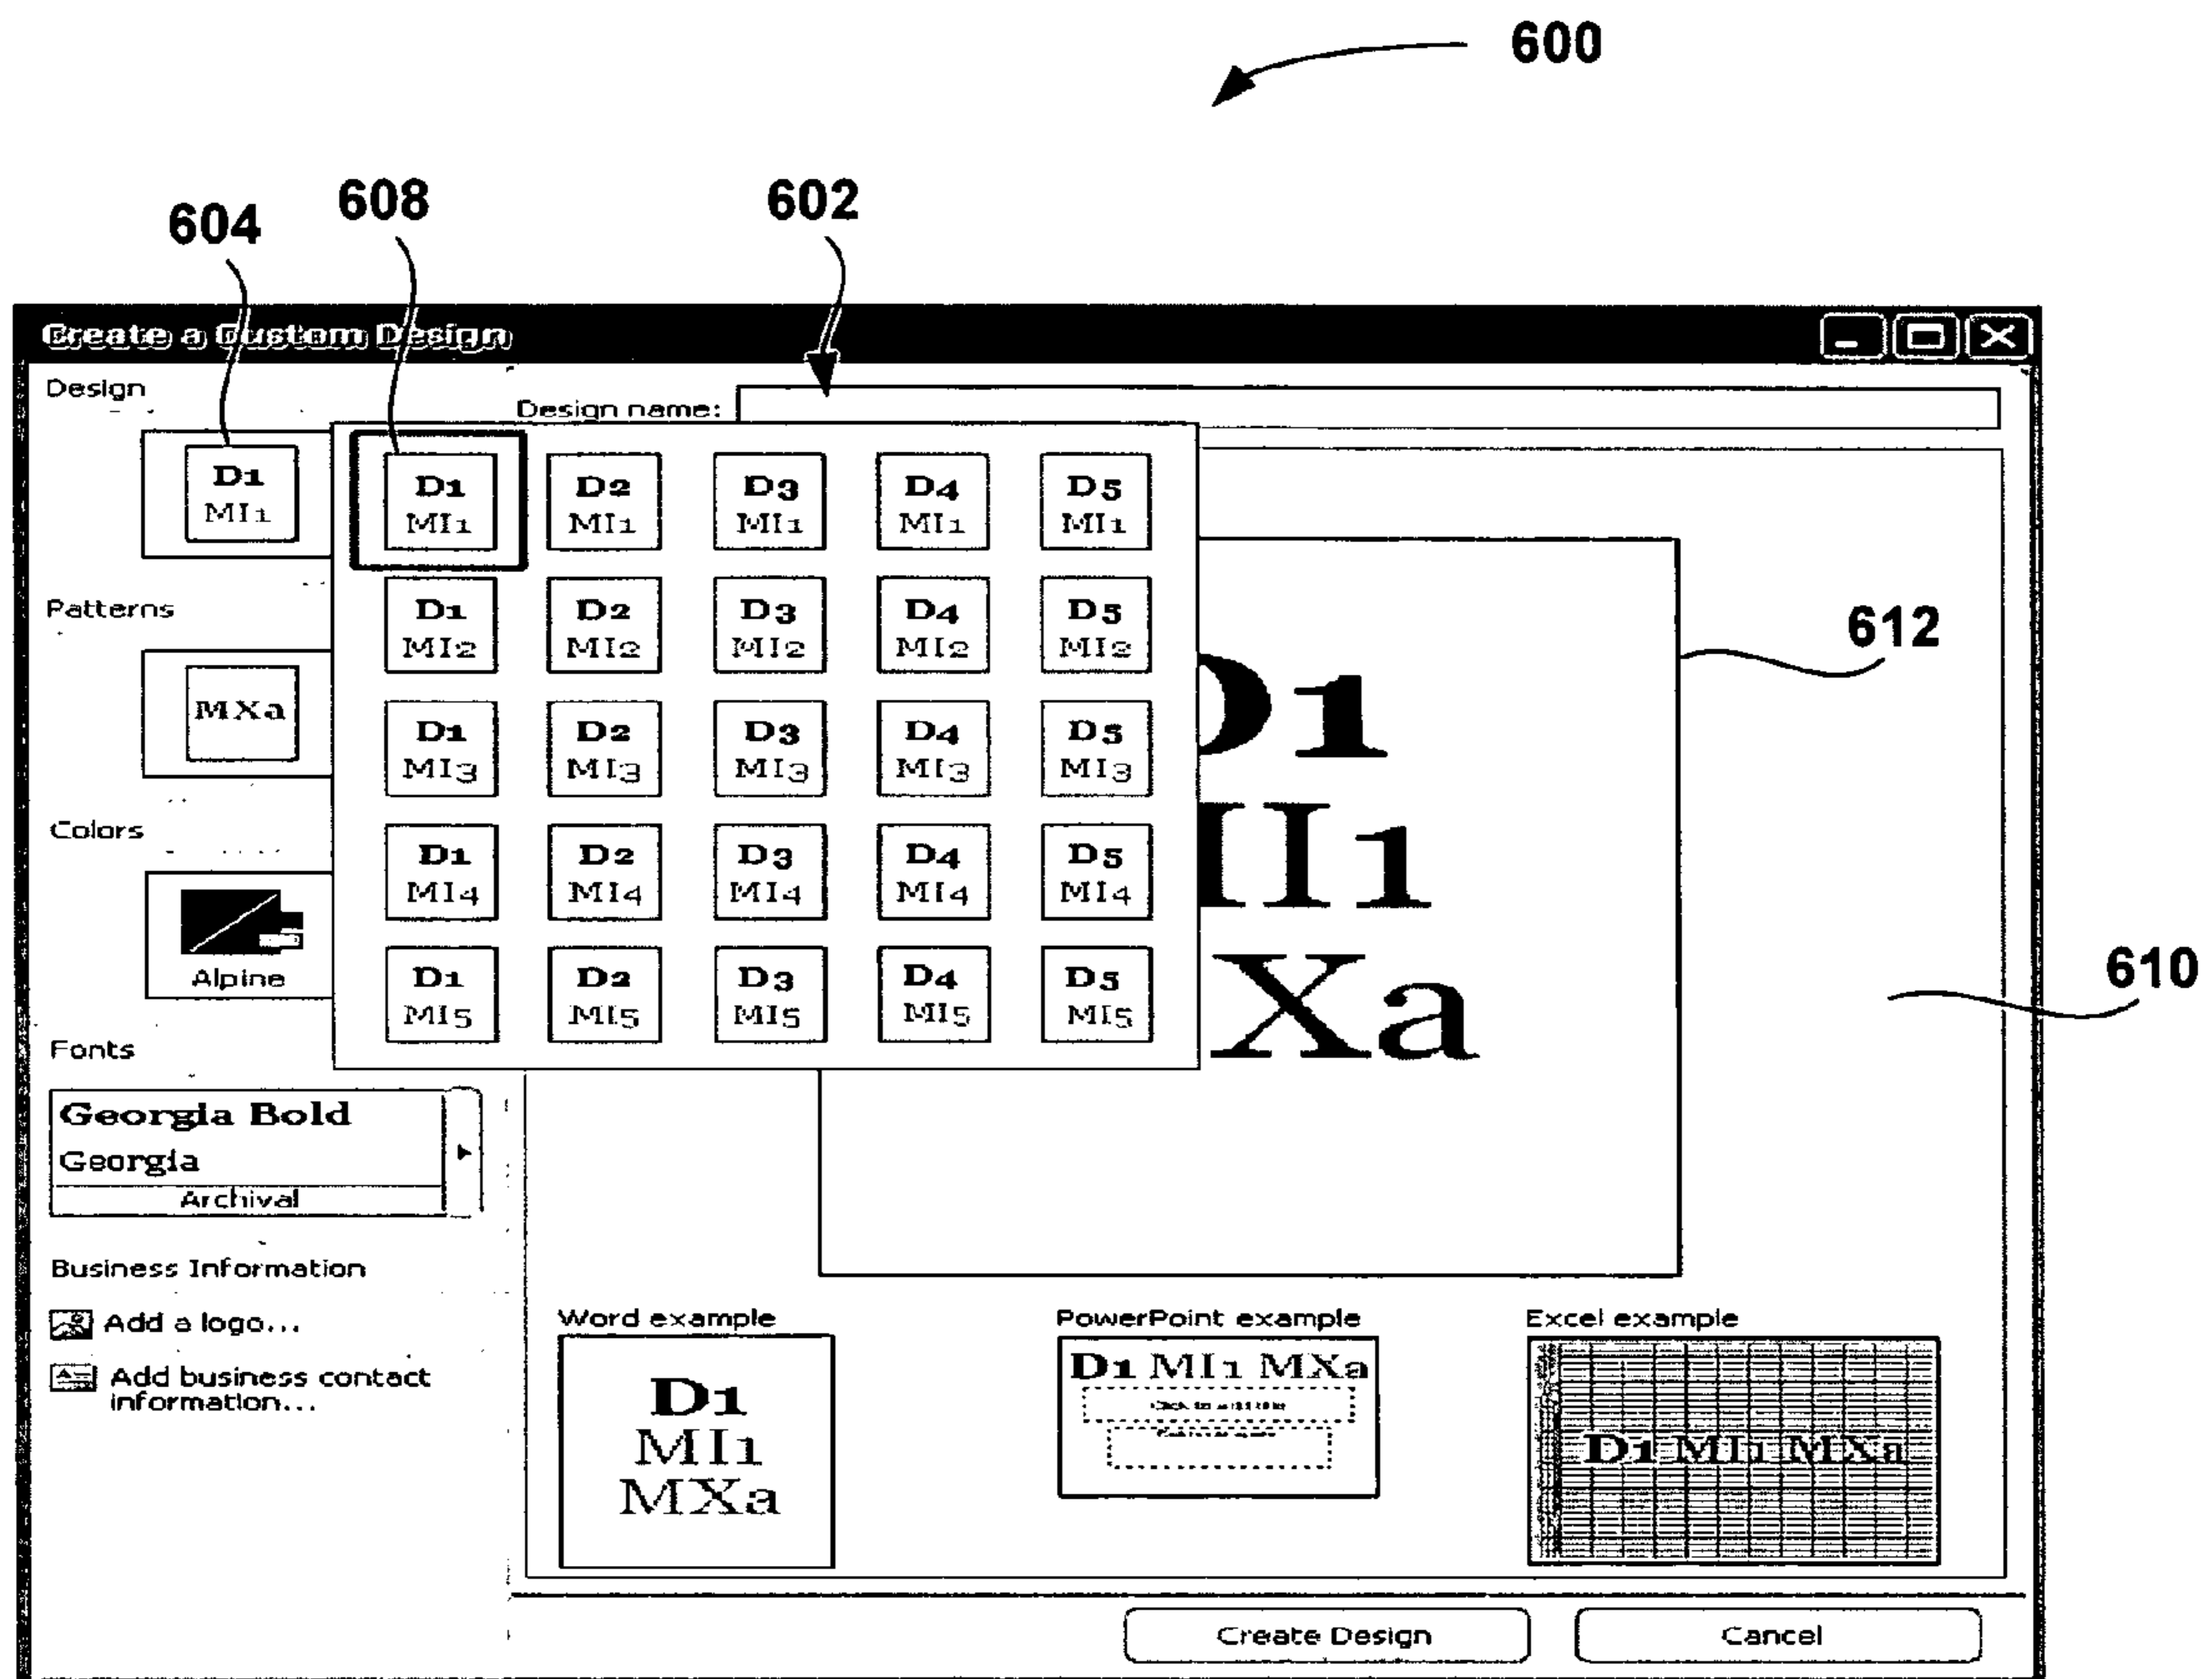 600
604 608 602
Create a Custom Design
Design
Design name:
D1 MI1
D1 MI1
D2 MI1
D3 MI1
D4 MI1
D5 MI1
Patterns
MXa
D1 MI2
D2 MI2
D3 MI2
D4 MI2
D5 MI2
D1 MI3
D2 MI3
D3 MI3
D4 MI3
D5 MI3
D1 MI4
D2 MI4
D3 MI4
D4 MI4
D5 MI4
D1 MI5
D2 MI5
D3 MI5
D4 MI5
D5 MI5
Colors
Alpine
Fonts
Georgia Bold
Georgia
Archival
Business Information
Add a logo...
Add business contact
information...
612
D1
II1
Xa
610
Word example
D1
MI1
MXa
PowerPoint example
D1 MI1 MXa
Excel example
D1 MI1 MXa
Create Design
Cancel